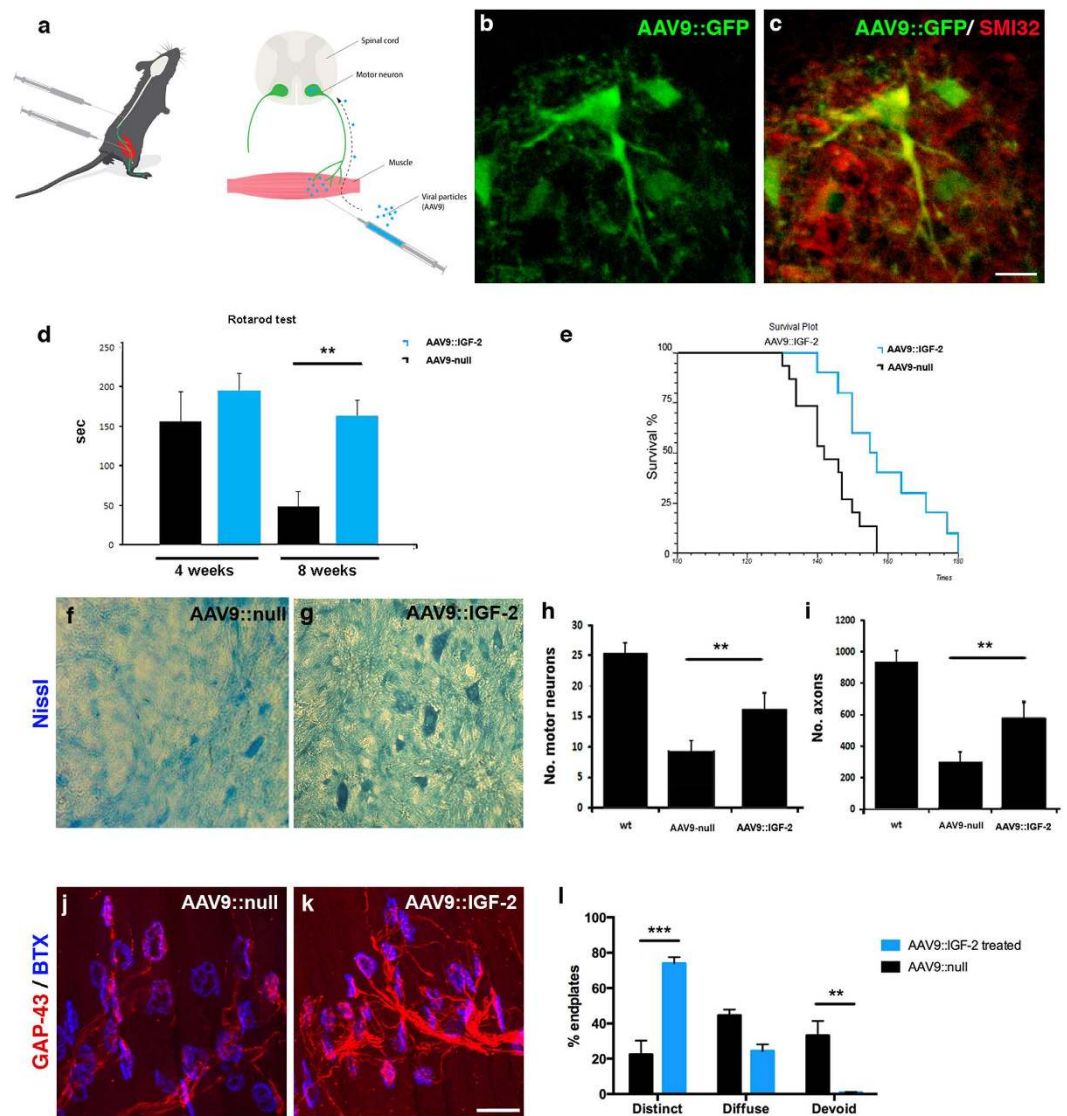 a
Spinal cord
Motor neuron
Muscle
Viral particles
(AAV9)
b
AAV9::GFP
c
AAV9::GFP/ SMI32
d
Rotarod test
AAV9::IGF-2
AAV9-null
**
250
200
150
100
50
0
sec
4 weeks
8 weeks
e
Survival Plot
AAV9::IGF-2
AAV9::IGF-2
AAV9-null
100
75
50
25
0
Survival %
100
120
140
160
180
Times
Nissl
f
AAV9::null
g
AAV9::IGF-2
h
**
30
25
20
15
10
5
0
No. motor neurons
wt
AAV9-null
AAV9::IGF-2
i
**
1200
1000
800
600
400
200
0
No. axons
wt
AAV9-null
AAV9::IGF-2
GAP-43 / BTX
j
AAV9::null
k
AAV9::IGF-2
l
***
**
100
80
60
40
20
0
% endplates
Distinct
Diffuse
Devoid
AAV9::IGF-2 treated
AAV9::null